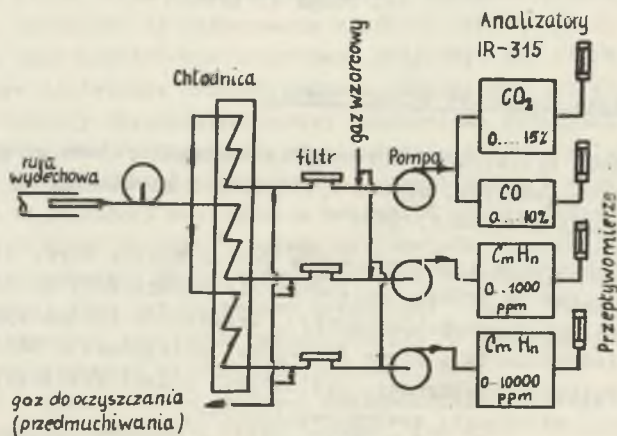 Analizatory
IR-315
Chłodnica
gaz wzorcowy
CO₂
0.... 15%
rura
wydechowa
filtr
Pompa
CO
0... 10%
CmHn
0...1000
ppm
Przepływomierze
CmHn
0-10000
ppm
gaz do oczyszczania
(przedmuchiwania)